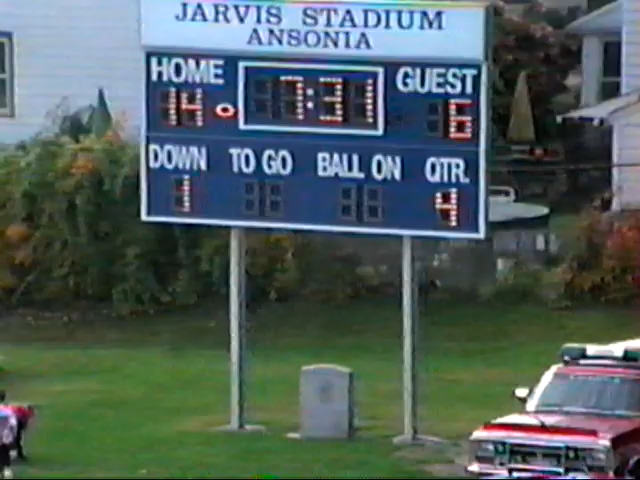 JARVIS STADIUM
ANSONIA
HOME 7:31 GUEST
14 6
DOWN TO GO BALL ON QTR.
1 4